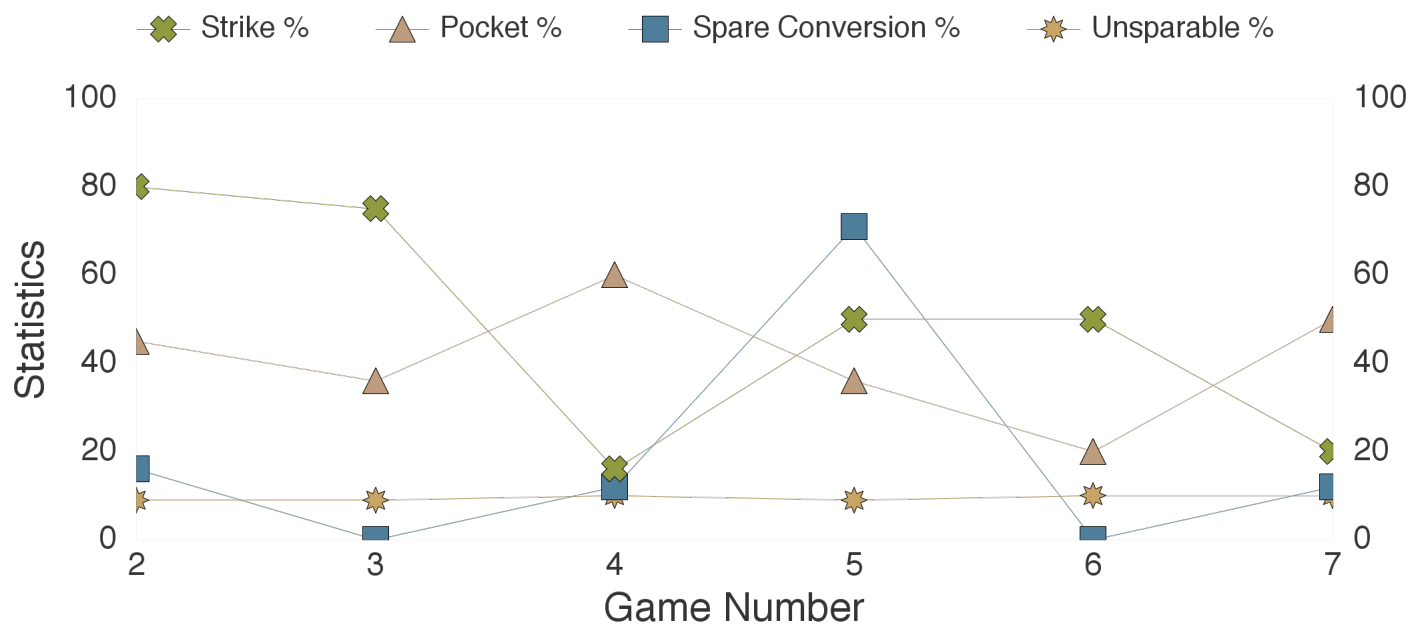 Strike % Pocket % Spare Conversion % Unsparable %
100 100
80 80
60 60
40 40
20 20
0 0
2 3 4 5 6 7
Statistics
Game Number